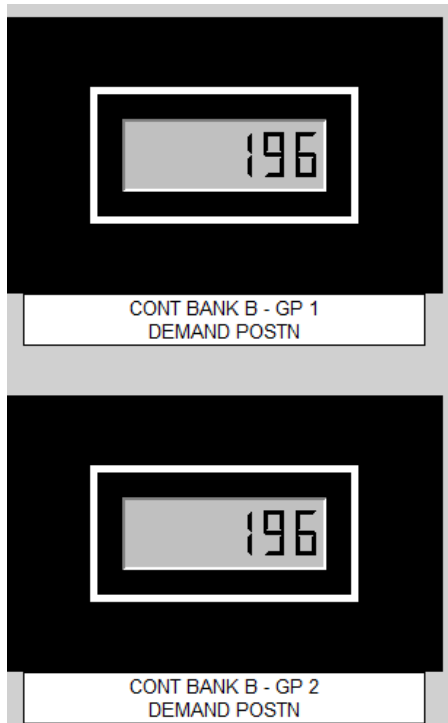 196
CONT BANK B - GP 1
DEMAND POSTN
196
CONT BANK B - GP 2
DEMAND POSTN